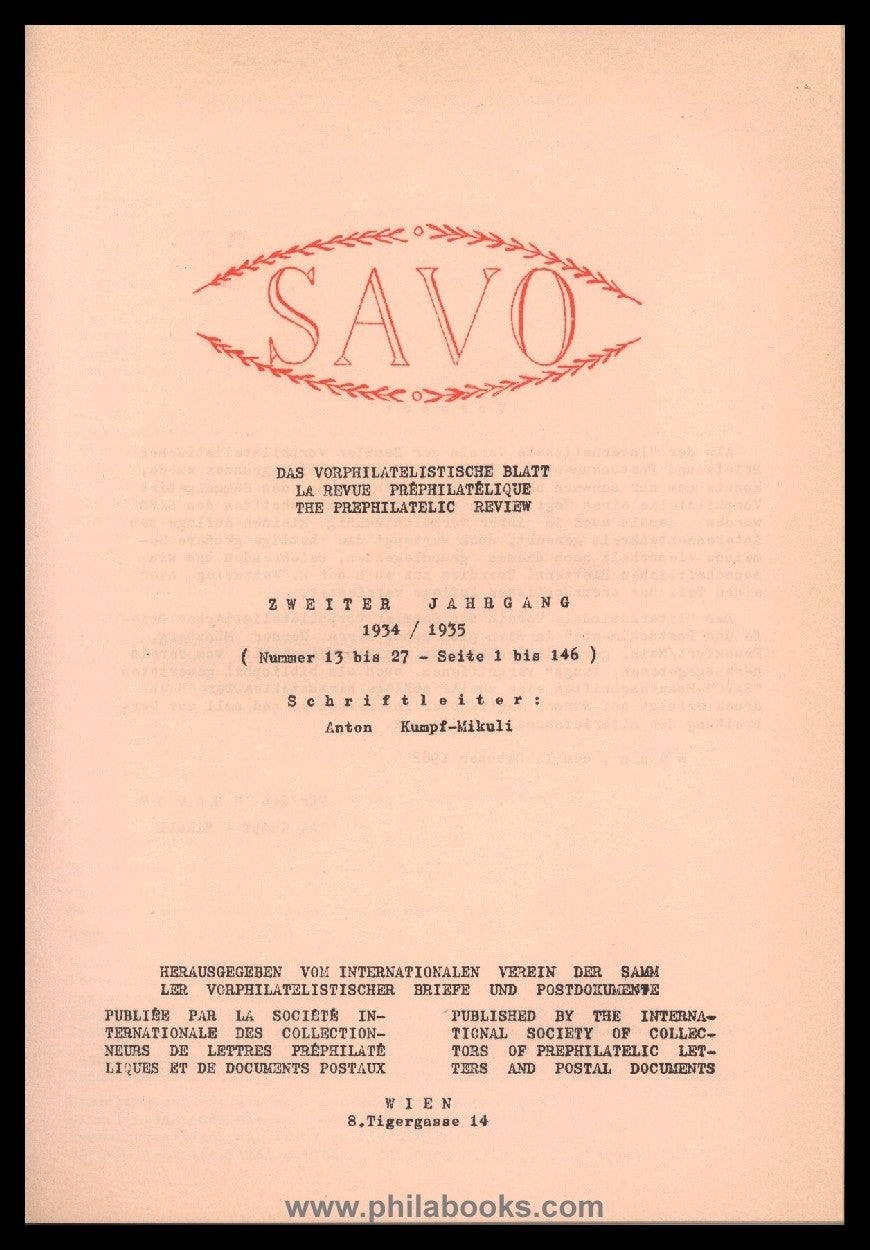 SAVO
DAS VORPHILATELISTISCHE BLATT
LA REVUE PRÉPHILATÉLIQUE
THE PREPHILATELIC REVIEW
ZWEITER JAHRGANG
1934 / 1935
( Nummer 13 bis 27 - Seite 1 bis 146 )
Schriftleiter:
Anton Kumpf-Mikuli
HERAUSGEGEBEN VOM INTERNATIONALEN VEREIN DER SAMM
LER VORPHILATELISTISCHER BRIEFE UND POSTDOKUMENTE
PUBLIÉE PAR LA SOCIÉTÉ IN-
TERNATIONALE DES COLLECTION-
NEURS DE LETTRES PRÉPHILATÉ
LIQUES ET DE DOCUMENTS POSTAUX
PUBLISHED BY THE INTERNA-
TIONAL SOCIETY OF COLLEC-
TORS OF PREPHILATELIC LET-
TERS AND POSTAL DOCUMENTS
WIEN
8.Tigergasse 14
www.philabooks.com